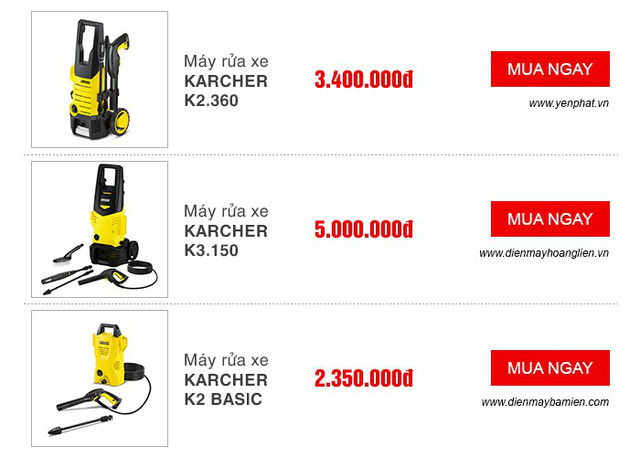 Máy rửa xe
KARCHER
K2.360
3.400.000đ
MUA NGAY
www.yenphat.vn
Máy rửa xe
KARCHER
K3.150
5.000.000đ
MUA NGAY
www.dienmayhoanglien.vn
Máy rửa xe
KARCHER
K2 BASIC
2.350.000đ
MUA NGAY
www.dienmaybamien.com